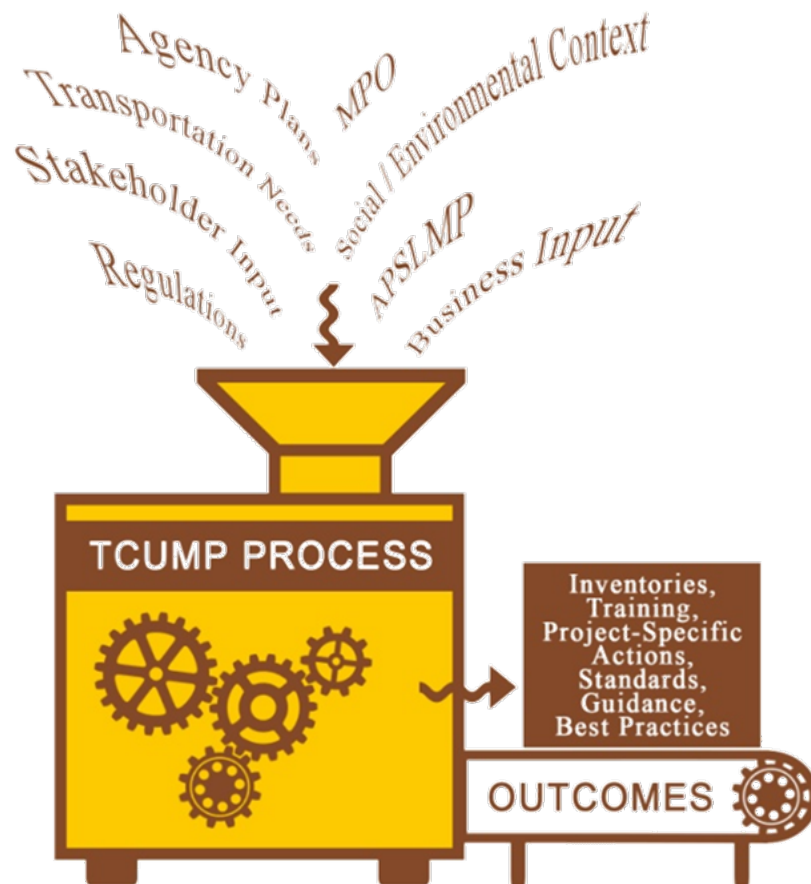 Agency Plans
MPO
Social / Environmental Context
Transportation Needs
Stakeholder Input
APSLMP
Business Input
Regulations
TCUMP PROCESS
Inventories,
Training,
Project-Specific
Actions,
Standards,
Guidance,
Best Practices
OUTCOMES